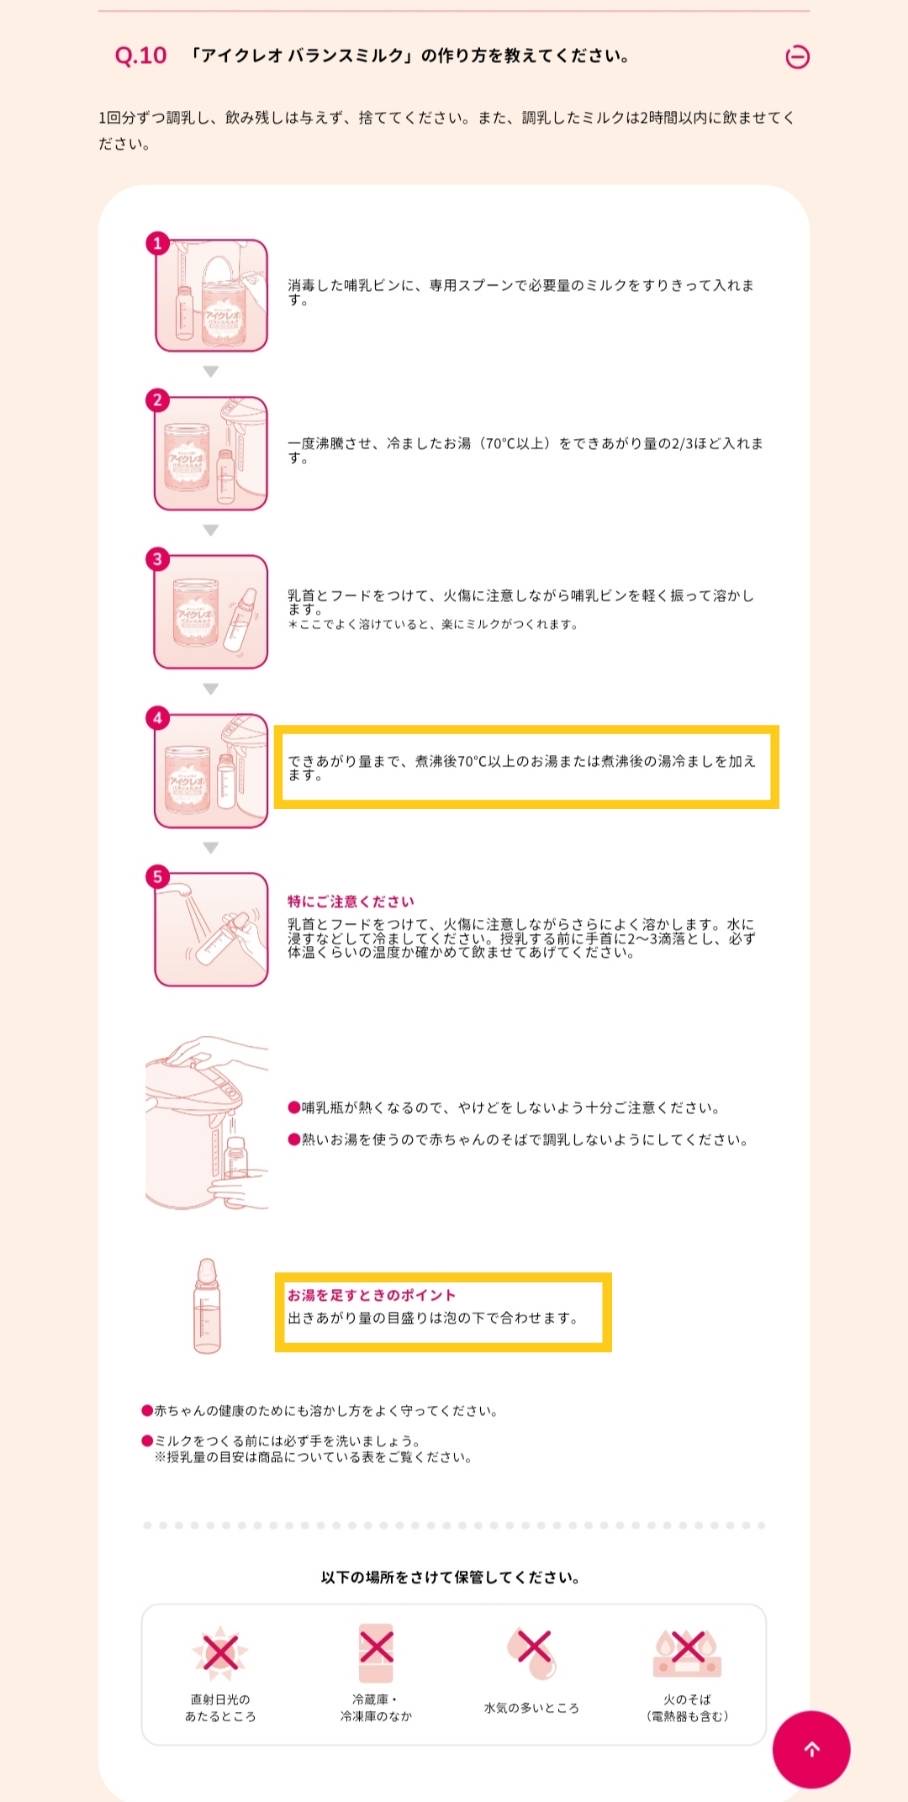 Q.10 「アイクレオ バランスミルク」の作り方を教えてください。
1回分ずつ調乳し、飲み残しは与えず、捨ててください。また、調乳したミルクは2時間以内に飲ませてく
ださい。
1
消毒した哺乳ビンに、専用スプーンで必要量のミルクをすりきって入れま
す。
アイクレオ
2
一度沸騰させ、冷ましたお湯（70℃以上）をできあがり量の2/3ほど入れま
す。
アイクレオ
3
乳首とフードをつけて、火傷に注意しながら哺乳ビンを軽く振って溶かし
ます。
＊ここでよく溶けていると、楽にミルクがつくれます。
アイクレオ
4
できあがり量まで、煮沸後70℃以上のお湯または煮沸後の湯冷ましを加え
ます。
アイクレオ
5
特にご注意ください
乳首とフードをつけて、火傷に注意しながらさらによく溶かします。水に
浸すなどして冷ましてください。授乳する前に手首に2〜3滴落とし、必ず
体温くらいの温度か確かめて飲ませてあげてください。
●哺乳瓶が熱くなるので、やけどをしないよう十分ご注意ください。
●熱いお湯を使うので赤ちゃんのそばで調乳しないようにしてください。
お湯を足すときのポイント
出きあがり量の目盛りは泡の下で合わせます。
●赤ちゃんの健康のためにも溶かし方をよく守ってください。
●ミルクをつくる前には必ず手を洗いましょう。
※授乳量の目安は商品についている表をご覧ください。
以下の場所をさけて保管してください。
直射日光の
あたるところ
冷蔵庫・
冷凍庫のなか
水気の多いところ
火のそば
（電熱器も含む）